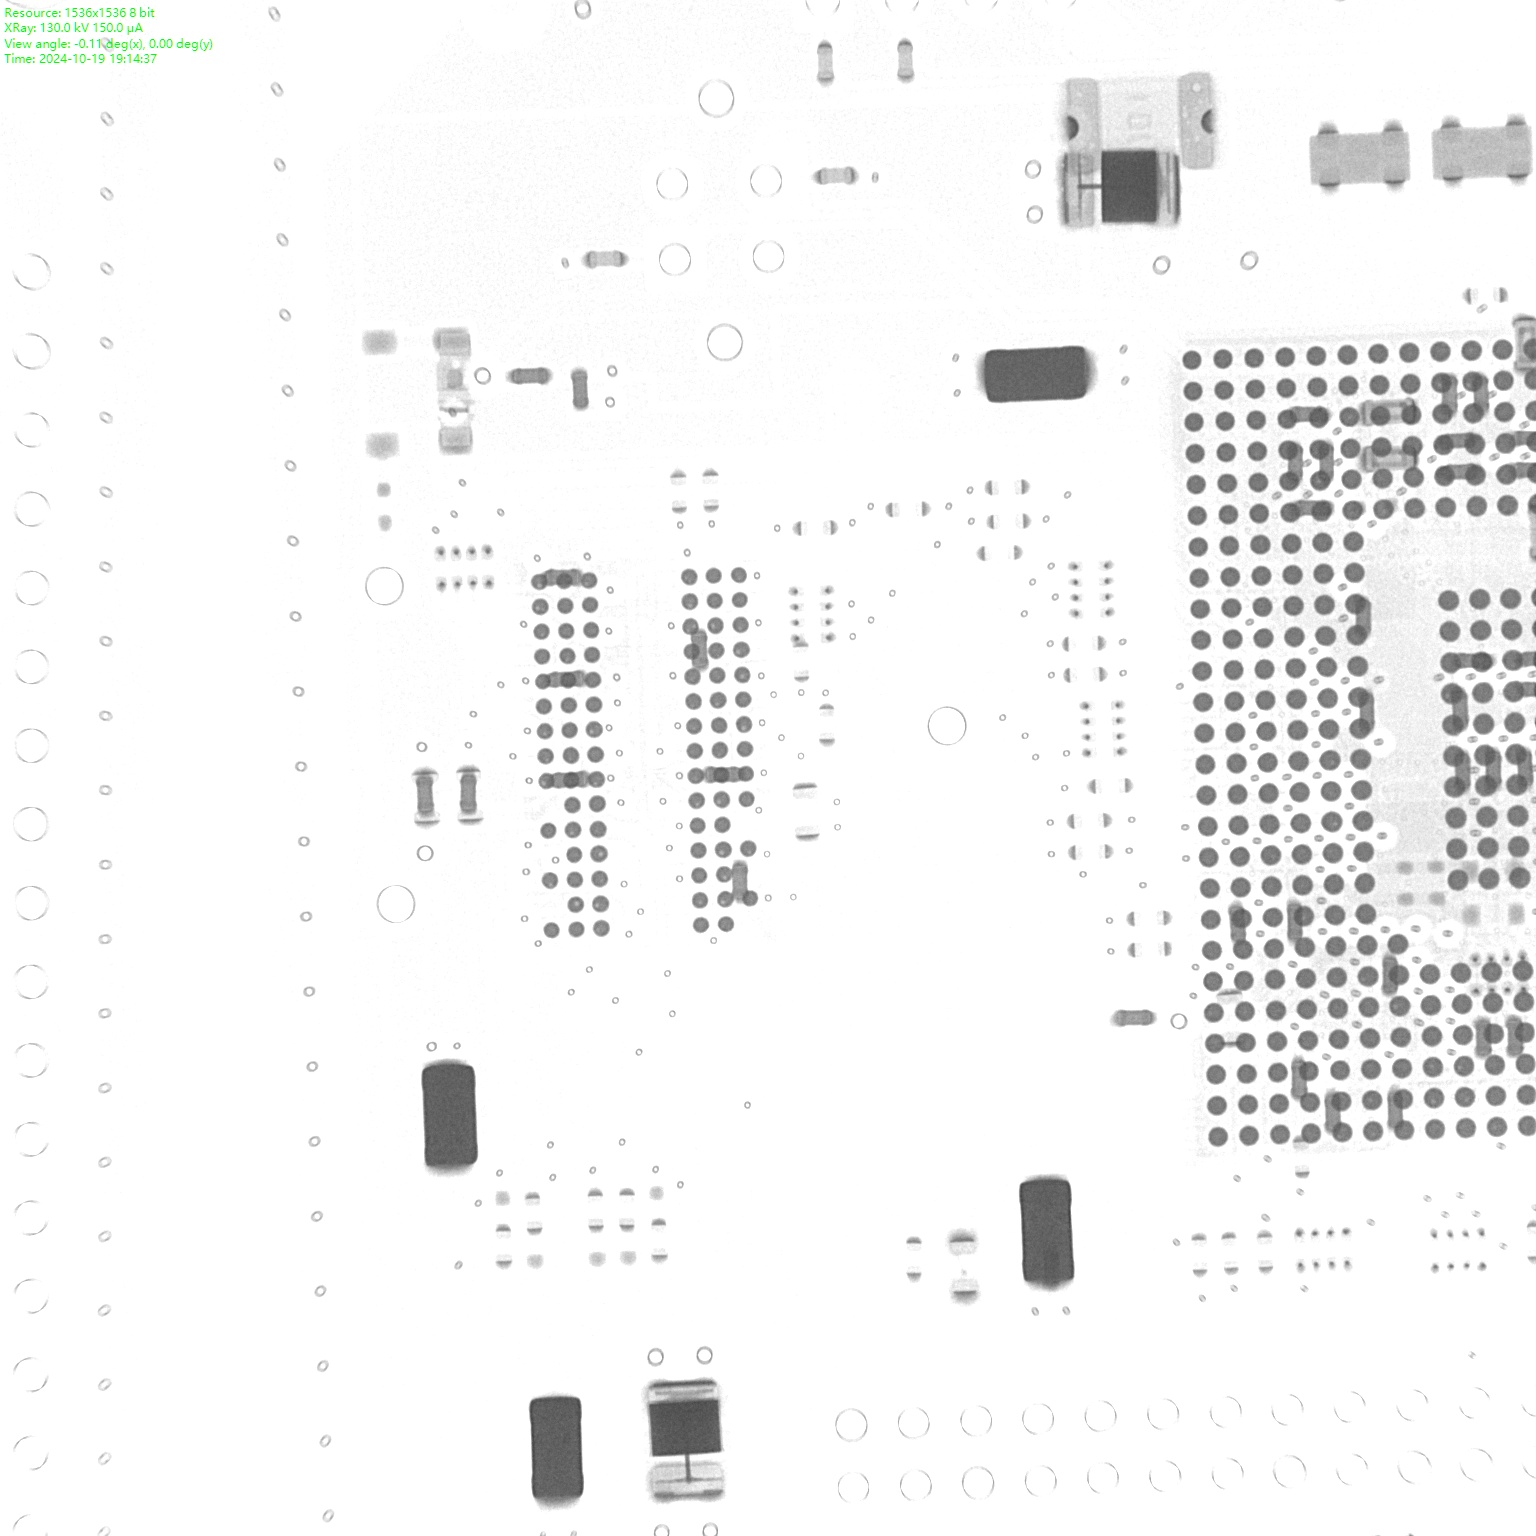 Resource: 1536x1536 8 bit
XRay: 130.0 kV 150.0 µA
View angle: -0.11 deg(x), 0.00 deg(y)
Time: 2024-10-19 19:14:37